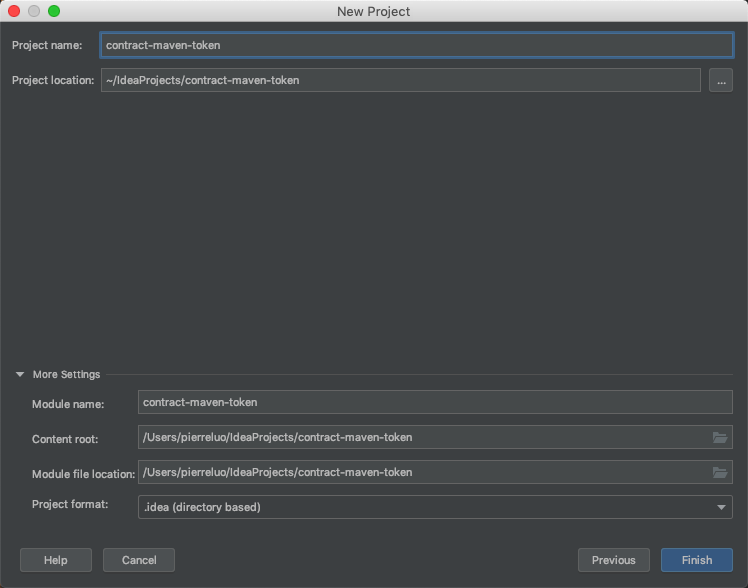 New Project
Project name: contract-maven-token
Project location: ~/IdeaProjects/contract-maven-token ...
More Settings
Module name: contract-maven-token
Content root: /Users/pierreluo/IdeaProjects/contract-maven-token
Module file location: /Users/pierreluo/IdeaProjects/contract-maven-token
Project format: .idea (directory based)
Help Cancel Previous Finish